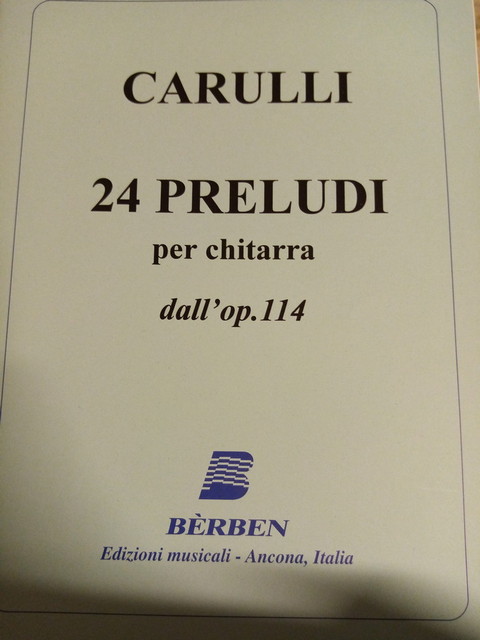 CARULLI
24 PRELUDI
per chitarra
dall'op.114
B
BÈRBEN
Edizioni musicali - Ancona, Italia